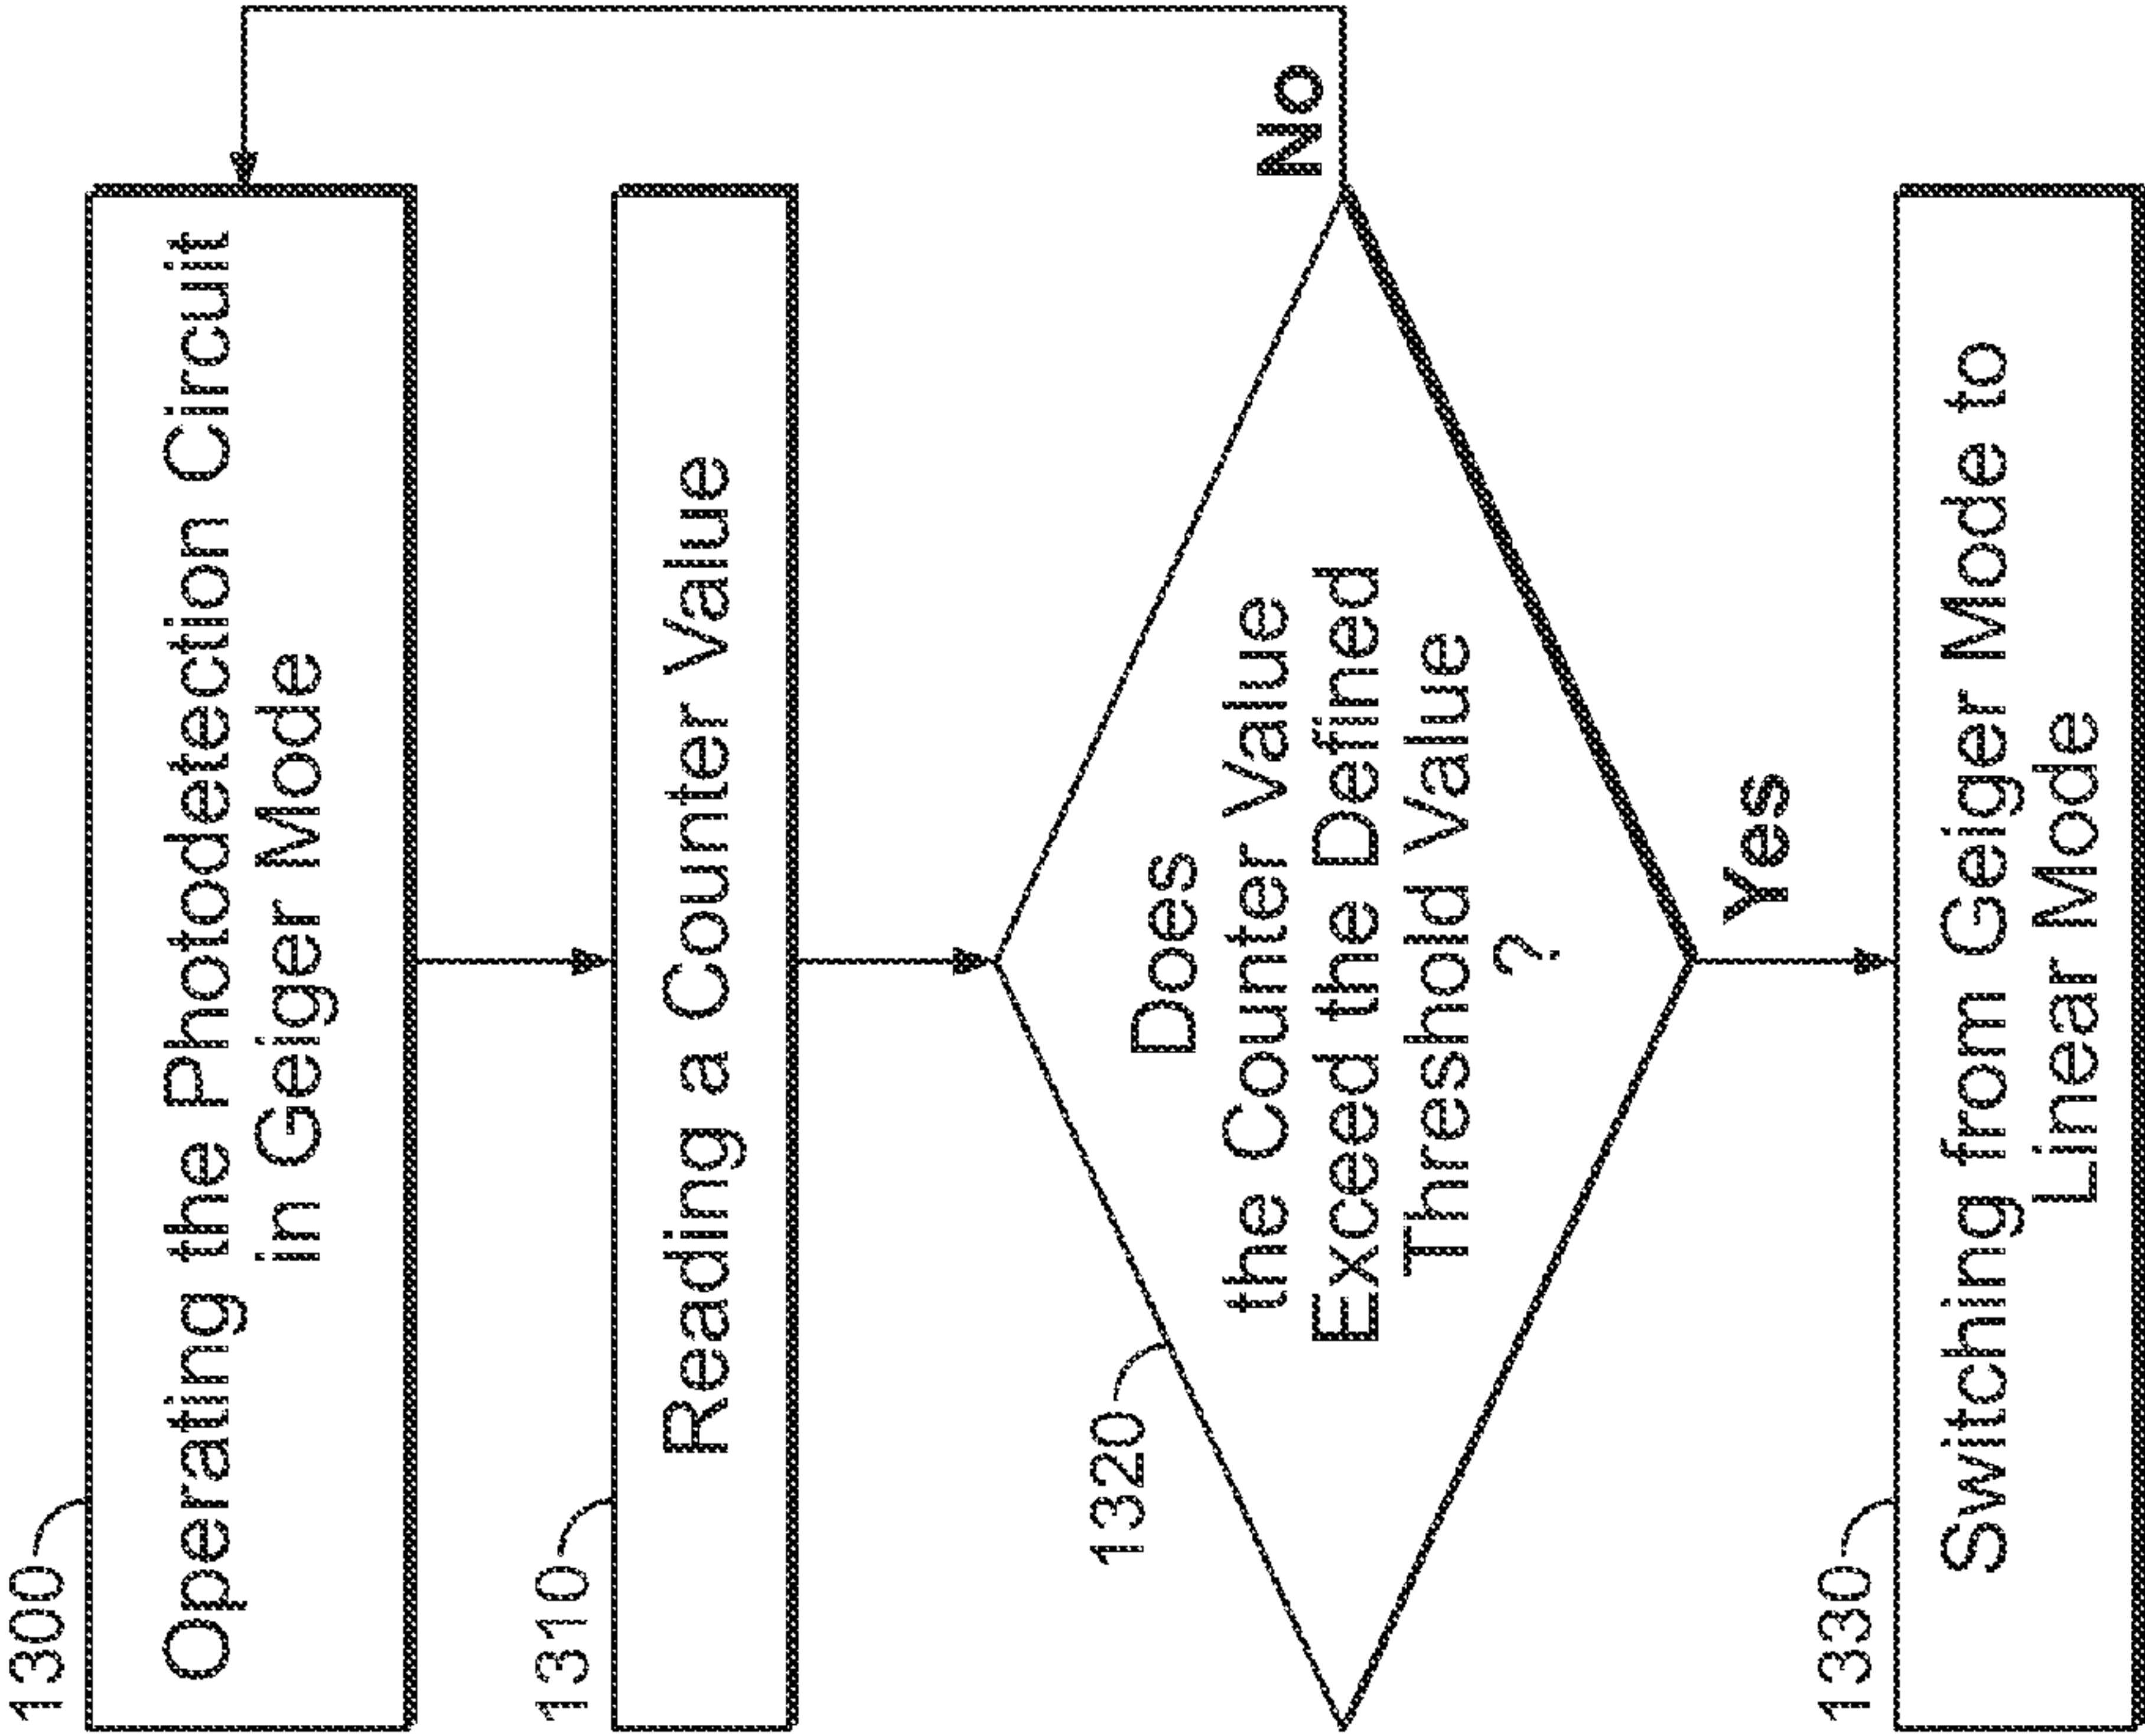 1300
Operating the Photodetection Circuit
in Geiger Mode
1310
Reading a Counter Value
1320
Does
the Counter Value
Exceed the Defined
Threshold Value
?
No
Yes
1330
Switching from Geiger Mode to
Linear Mode